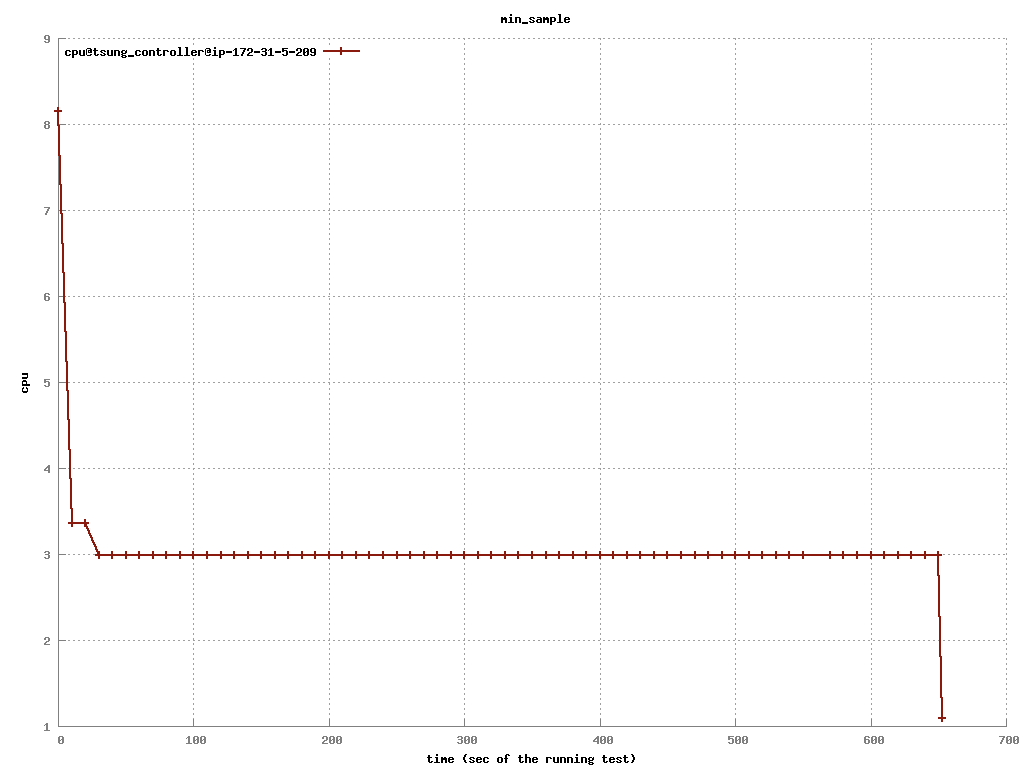 min_sample
cpu@tsung_controller@ip-172-31-5-209
9
8
7
6
5
4
3
2
1
cpu
0 100 200 300 400 500 600 700
time (sec of the running test)